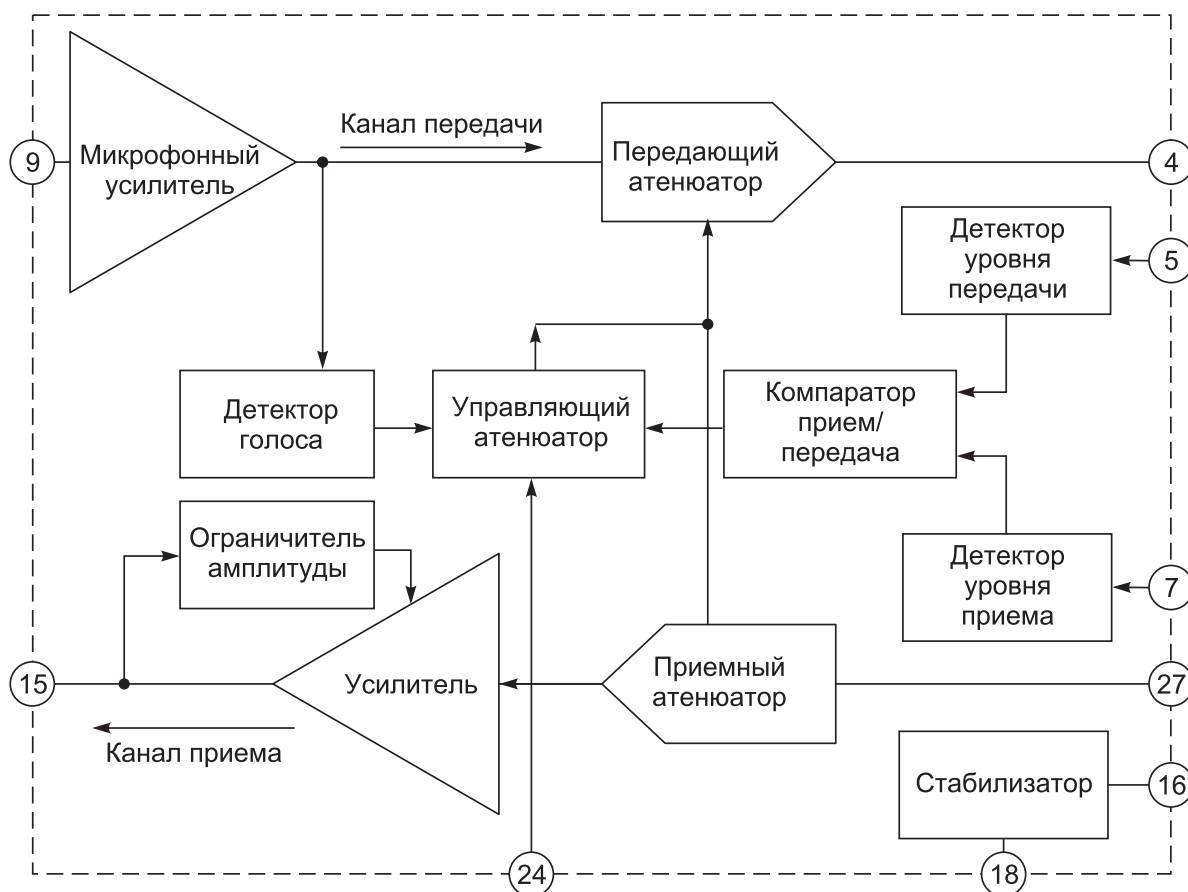 Канал передачи
9
Микрофонный
усилитель
Передающий
атенюатор
4
Детектор
уровня
передачи
5
Детектор
голоса
Управляющий
атенюатор
Компаратор
прием/
передача
Ограничитель
амплитуды
Детектор
уровня
приема
7
15
Усилитель
Приемный
атенюатор
27
Канал приема
Стабилизатор
16
24
18